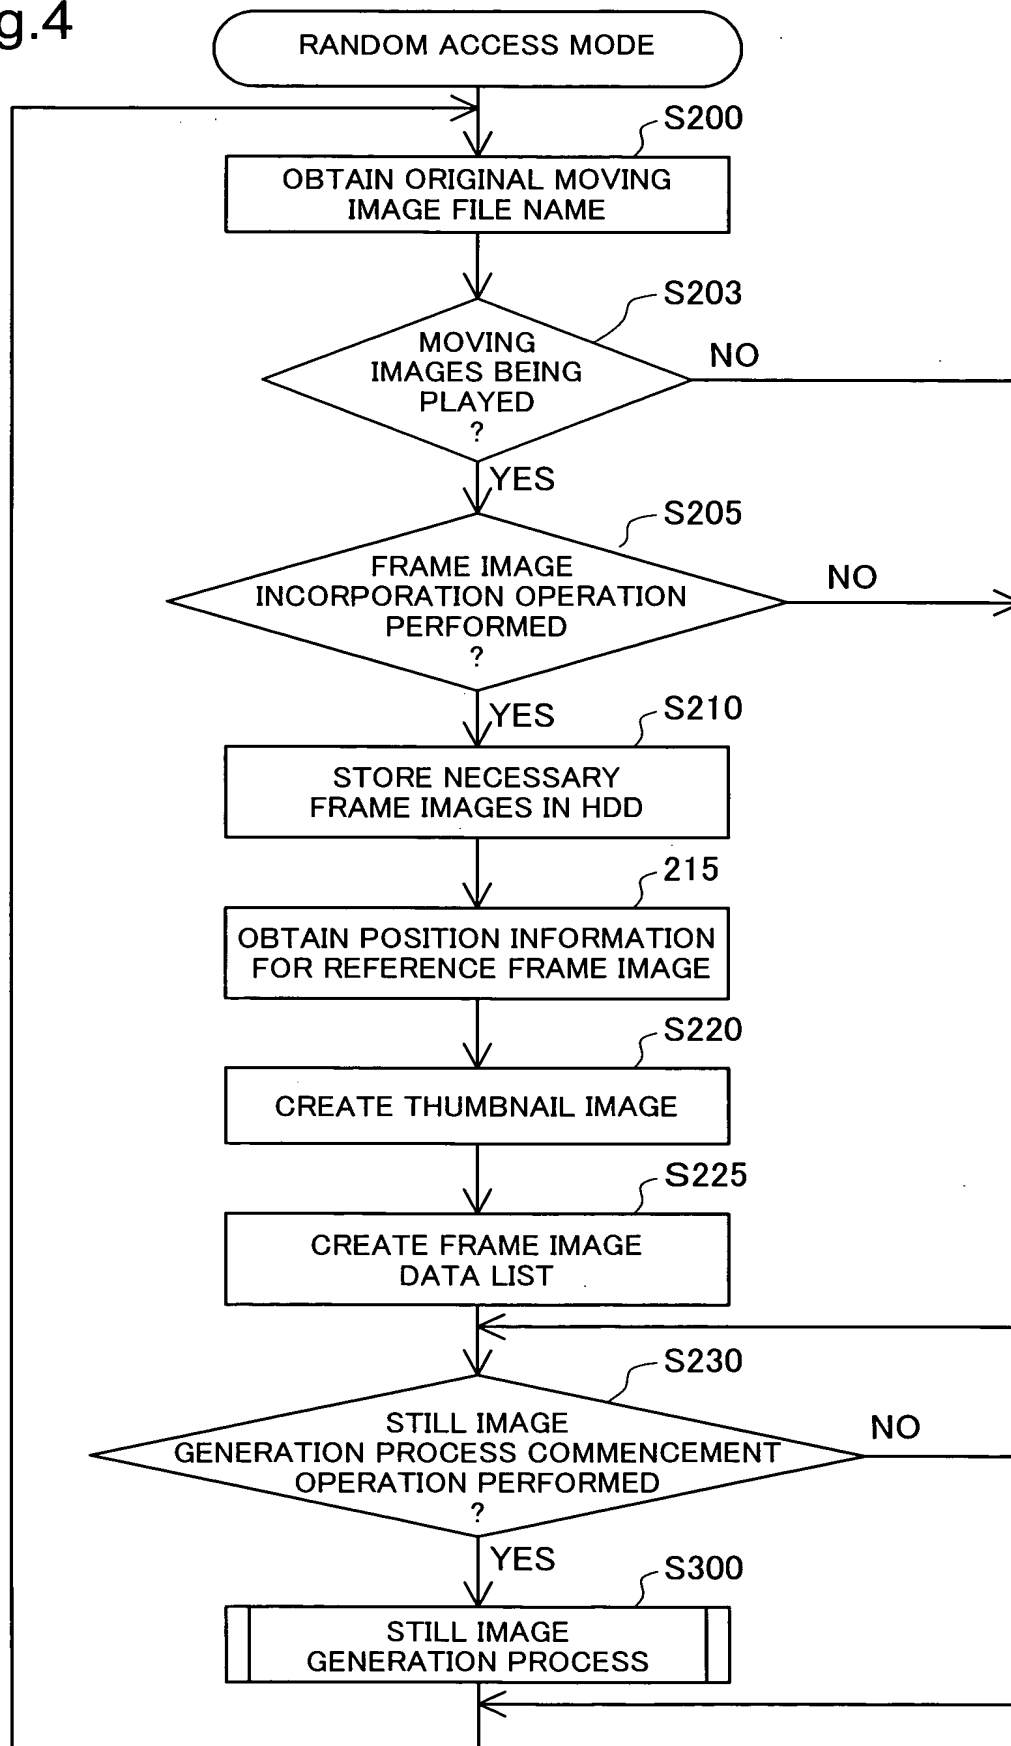 g.4
RANDOM ACCESS MODE
S200
OBTAIN ORIGINAL MOVING
IMAGE FILE NAME
S203
MOVING
IMAGES BEING
PLAYED
?
NO
YES
S205
FRAME IMAGE
INCORPORATION OPERATION
PERFORMED
?
NO
YES
S210
STORE NECESSARY
FRAME IMAGES IN HDD
215
OBTAIN POSITION INFORMATION
FOR REFERENCE FRAME IMAGE
S220
CREATE THUMBNAIL IMAGE
S225
CREATE FRAME IMAGE
DATA LIST
S230
STILL IMAGE
GENERATION PROCESS COMMENCEMENT
OPERATION PERFORMED
?
NO
YES
S300
STILL IMAGE
GENERATION PROCESS